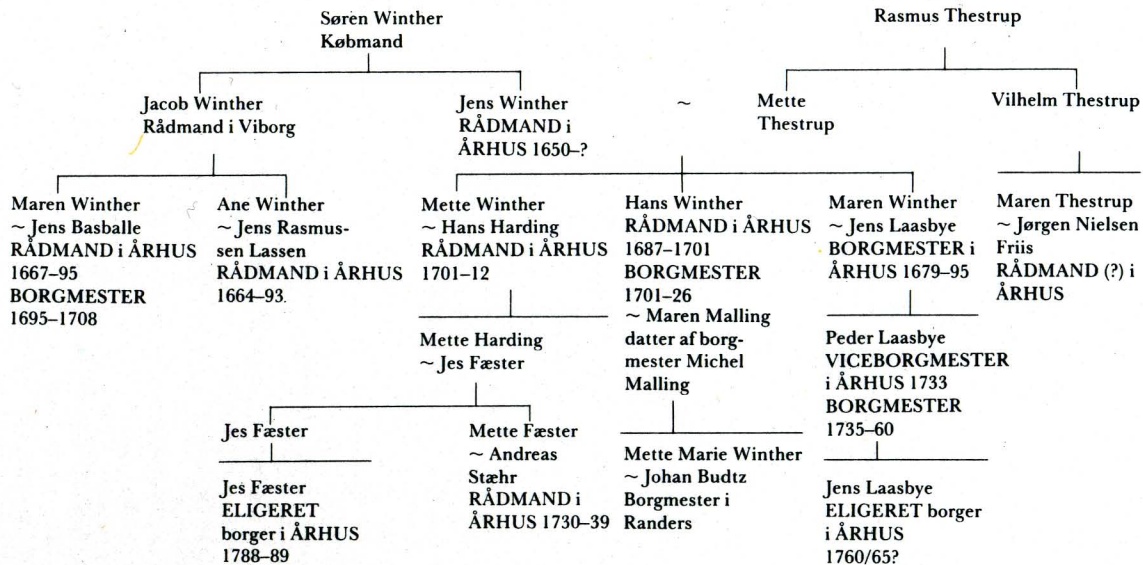 Søren Winther
Købmand
Rasmus Thestrup
Jacob Winther
Rådmand i Viborg
Jens Winther
RÅDMAND i
ÅRHUS 1650–?
~
Mette
Thestrup
Vilhelm Thestrup
Maren Winther
~ Jens Basballe
RÅDMAND i ÅRHUS
1667–95
BORGMESTER
1695–1708
Ane Winther
~ Jens Rasmus-
sen Lassen
RÅDMAND i ÅRHUS
1664–93.
Mette Winther
~ Hans Harding
RÅDMAND i ÅRHUS
1701–12
Hans Winther
RÅDMAND i ÅRHUS
1687–1701
BORGMESTER
1701–26
~ Maren Malling
datter af borg-
mester Michel
Malling
Maren Winther
~ Jens Laasbye
BORGMESTER i
ÅRHUS 1679–95
Maren Thestrup
~ Jørgen Nielsen
Friis
RÅDMAND (?) i
ÅRHUS
Mette Harding
~ Jes Fæster
Peder Laasbye
VICEBORGMESTER
i ÅRHUS 1733
BORGMESTER
1735–60
Jes Fæster
Mette Fæster
~ Andreas
Stæhr
RÅDMAND i
ÅRHUS 1730–39
Mette Marie Winther
~ Johan Budtz
Borgmester i
Randers
Jes Fæster
ELIGERET
borger i ÅRHUS
1788–89
Jens Laasbye
ELIGERET borger
i ÅRHUS
1760/65?